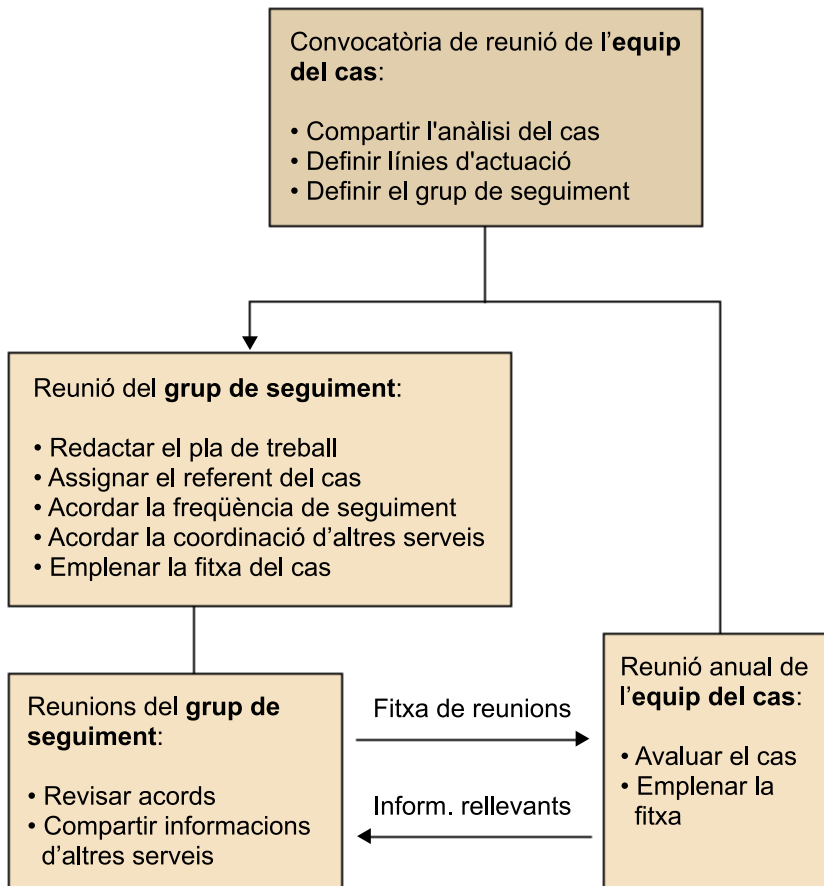 Convocatòria de reunió de l’equip
del cas:
• Compartir l'anàlisi del cas
• Definir línies d'actuació
• Definir el grup de seguiment
Reunió del grup de seguiment:
• Redactar el pla de treball
• Assignar el referent del cas
• Acordar la freqüència de seguiment
• Acordar la coordinació d’altres serveis
• Emplenar la fitxa del cas
Reunions del grup de
seguiment:
• Revisar acords
• Compartir informacions
d’altres serveis
Fitxa de reunions
Inform. rellevants
Reunió anual de
l’equip del cas:
• Avaluar el cas
• Emplenar la
fitxa